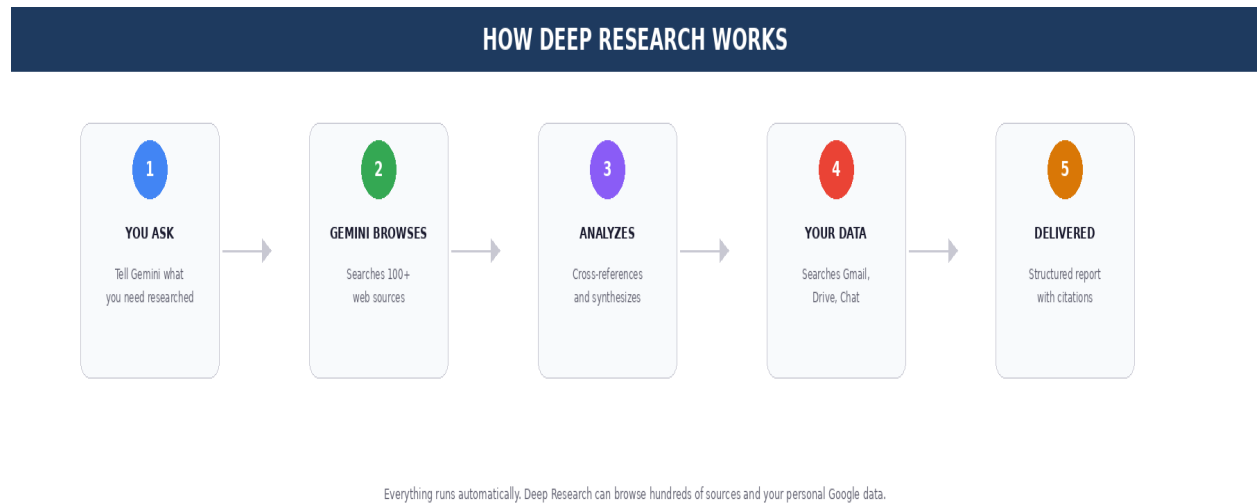 HOW DEEP RESEARCH WORKS
1
YOU ASK
Tell Gemini what
you need researched
2
GEMINI BROWSES
Searches 100+
web sources
3
ANALYZES
Cross-references
and synthesizes
4
YOUR DATA
Searches Gmail,
Drive, Chat
5
DELIVERED
Structured report
with citations
Everything runs automatically. Deep Research can browse hundreds of sources and your personal Google data.